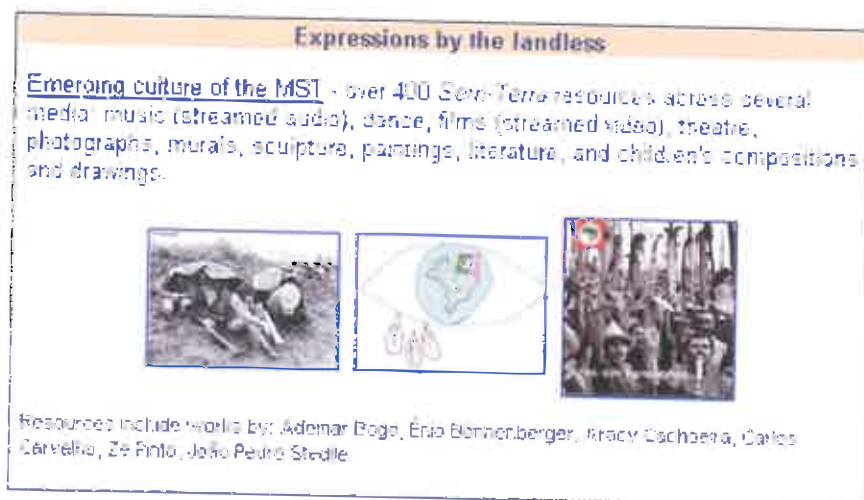 Expressions by the landless
Emerging culture of the MST - over 400 Sem-Terra resources across several
media: music (streamed audio), dance, films (streamed video), theatre,
photographs, murals, sculpture, paintings, literature, and children's compositions
and drawings.
Resources include works by: Ademar Bogo, Enio Bohnenberger, Aracy Cachoeira, Carlos
Carvalho, Zé Pinto, João Pedro Stedile